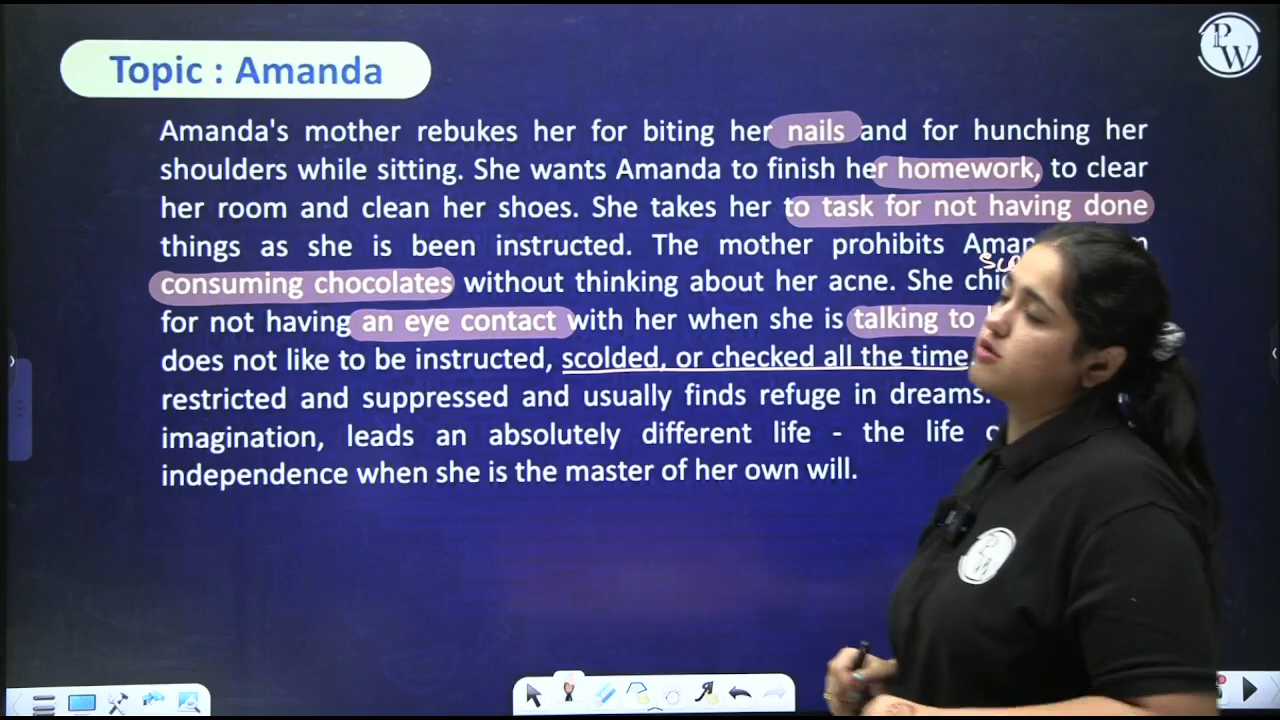 PW
Topic : Amanda
Amanda's mother rebukes her for biting her nails and for hunching her
shoulders while sitting. She wants Amanda to finish her homework, to clear
her room and clean her shoes. She takes her to task for not having done
things as she is been instructed. The mother prohibits
consuming chocolates without thinking about her acne. She
for not having an eye contact with her when she is talking to
does not like to be instructed, scolded, or checked all the time.
restricted and suppressed and usually finds refuge in dreams.
imagination, leads an absolutely different life - the life
independence when she is the master of her own will.
PW